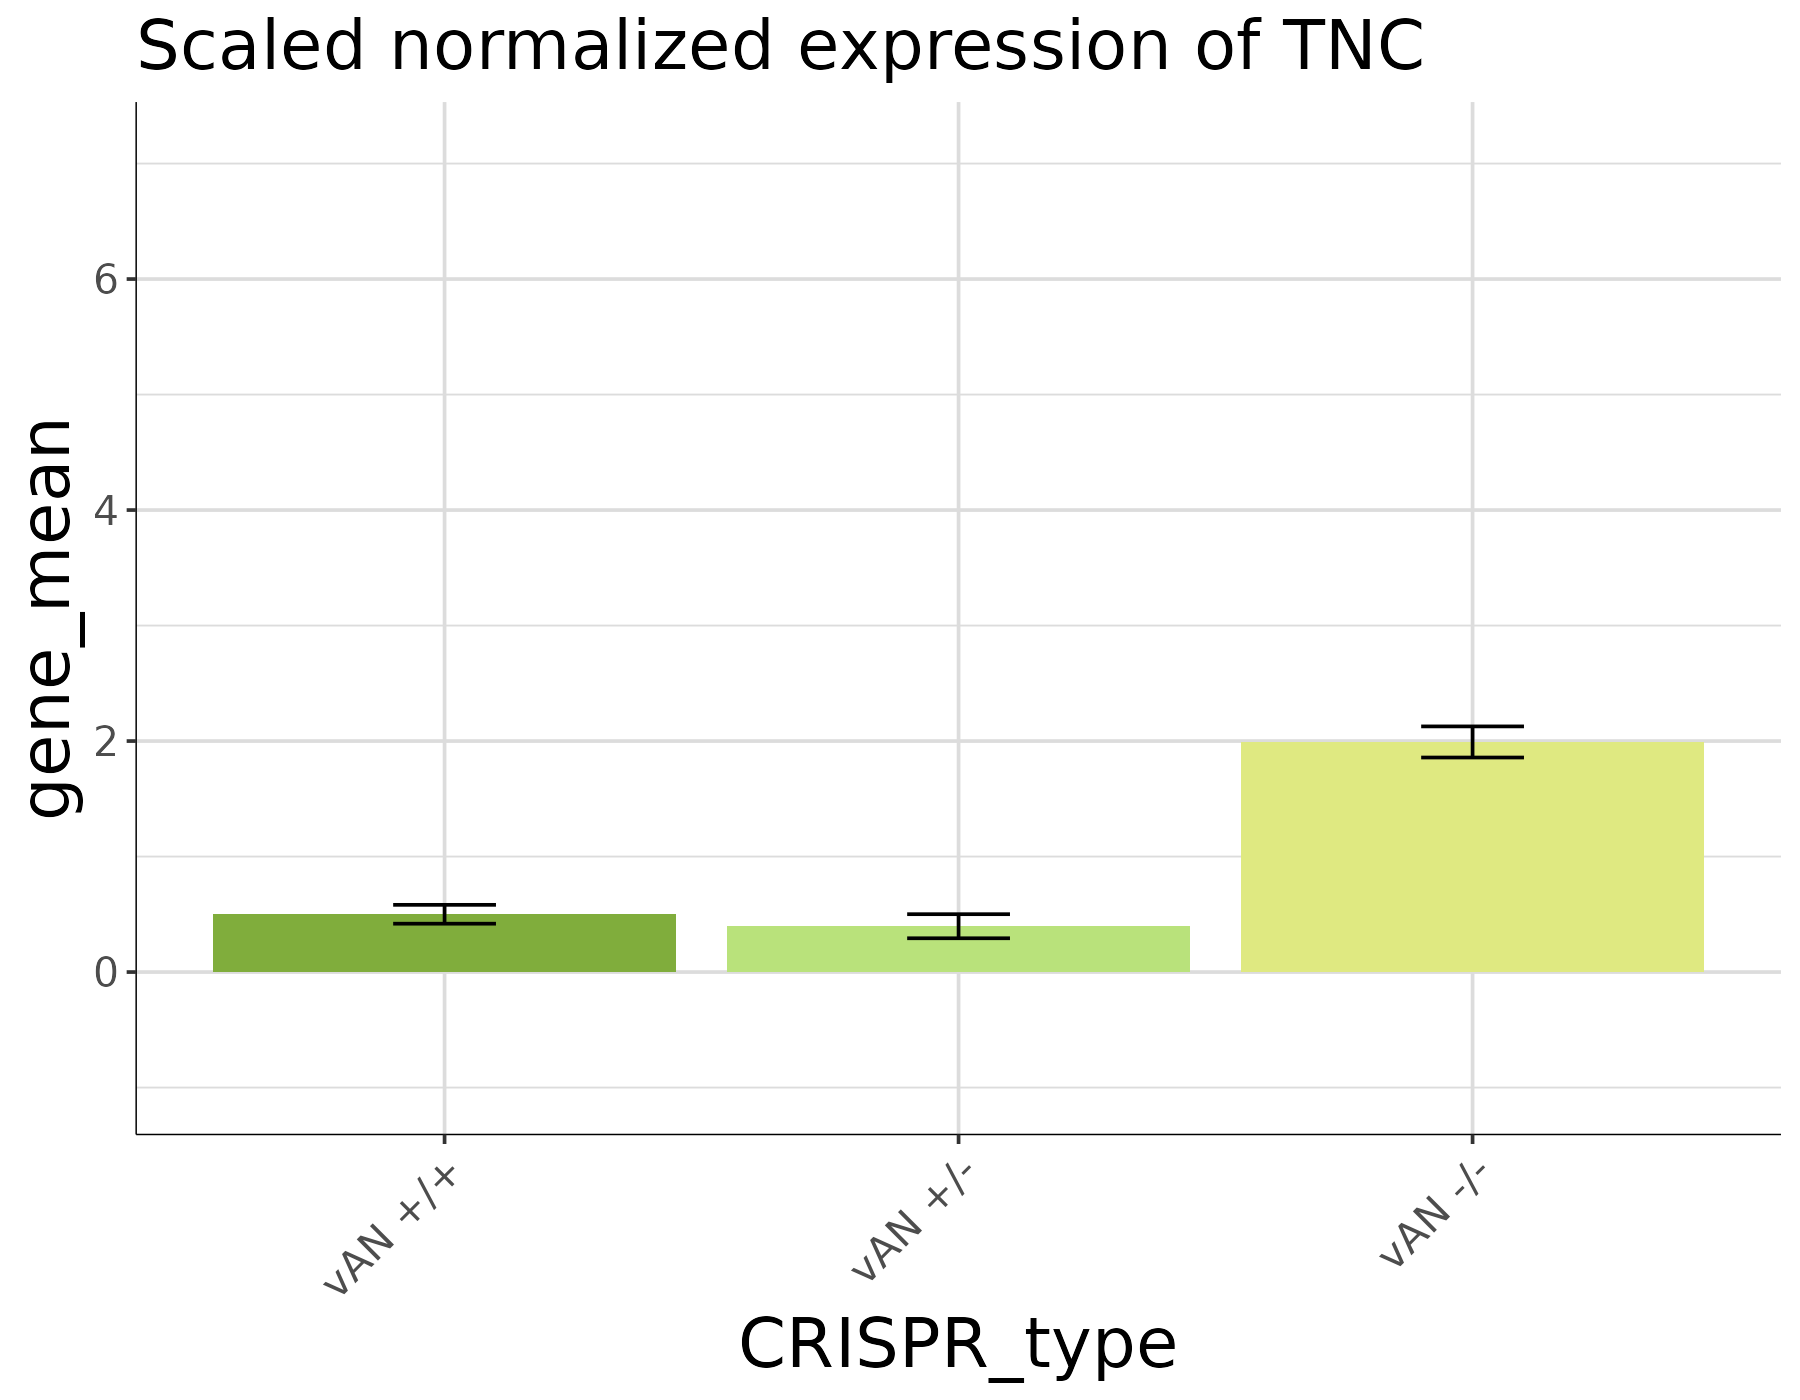 Scaled normalized expression of TNC
gene_mean
6
4
2
0
vAN +/+
vAN +/-
vAN -/-
CRISPR_type